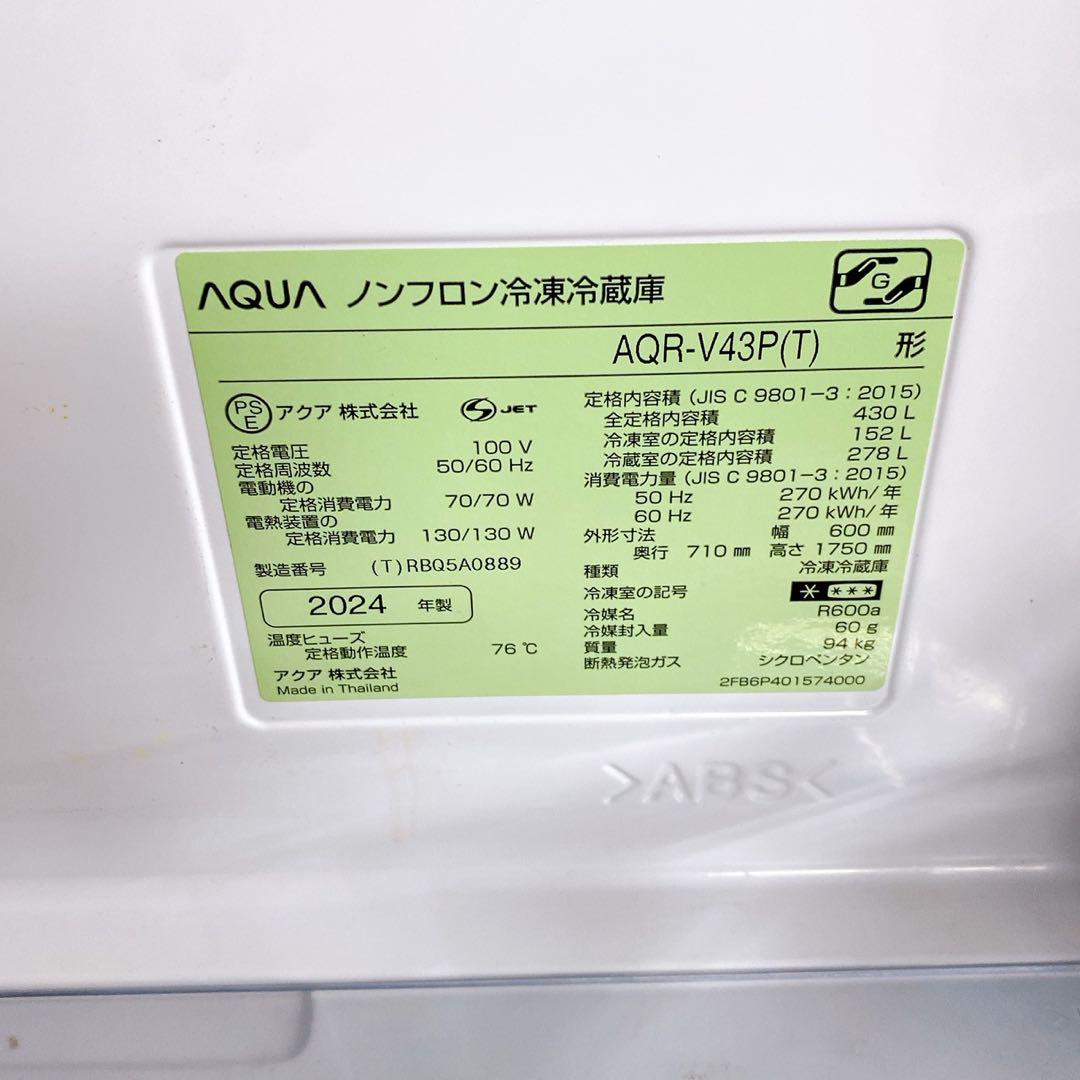 AQUA ノンフロン冷凍冷蔵庫
G
AQR-V43P(T) 形
PS
E
アクア 株式会社
S JET
定格電圧 100 V
定格周波数 50/60 Hz
電動機の
定格消費電力 70/70 W
電熱装置の
定格消費電力 130/130 W
製造番号 (T)RBQ5A0889
2024 年製
温度ヒューズ
定格動作温度 76 ℃
アクア 株式会社
Made in Thailand
定格内容積 (JIS C 9801-3:2015)
全定格内容積 430 L
冷凍室の定格内容積 152 L
冷蔵室の定格内容積 278 L
消費電力量 (JIS C 9801-3:2015)
50 Hz 270 kWh/年
60 Hz 270 kWh/年
外形寸法 幅 600 mm
奥行 710 mm 高さ 1750 mm
種類 冷凍冷蔵庫
冷凍室の記号 * ***
冷媒名 R600a
冷媒封入量 60 g
質量 94 kg
断熱発泡ガス シクロペンタン
2FB6P401574000
>ABS<